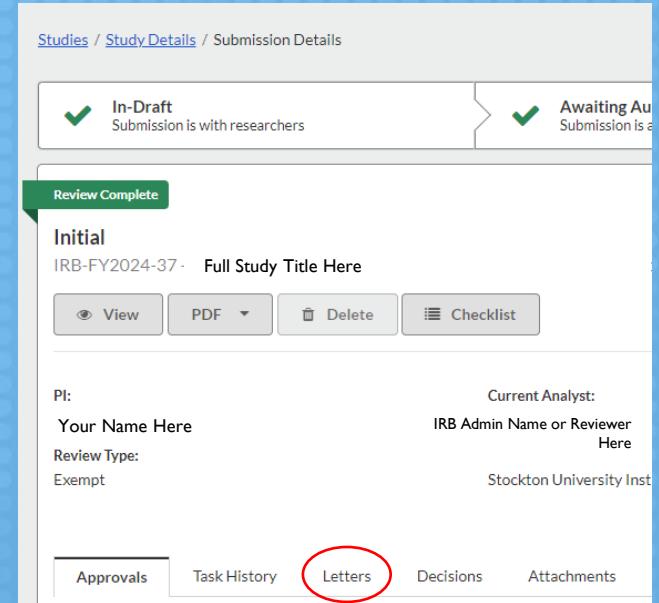 Studies / Study Details / Submission Details
In-Draft
Submission is with researchers
Awaiting Au
Submission is a
Review Complete
Initial
IRB-FY2024-37 - Full Study Title Here
View PDF Delete Checklist
PI:
Current Analyst:
Your Name Here
IRB Admin Name or Reviewer
Here
Review Type:
Exempt
Stockton University Inst
Approvals Task History Letters Decisions Attachments